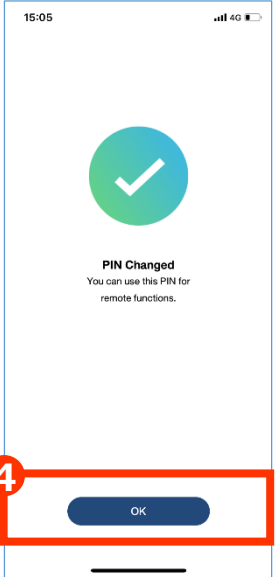 15:05 4G
PIN Changed
You can use this PIN for
remote functions.
4
OK